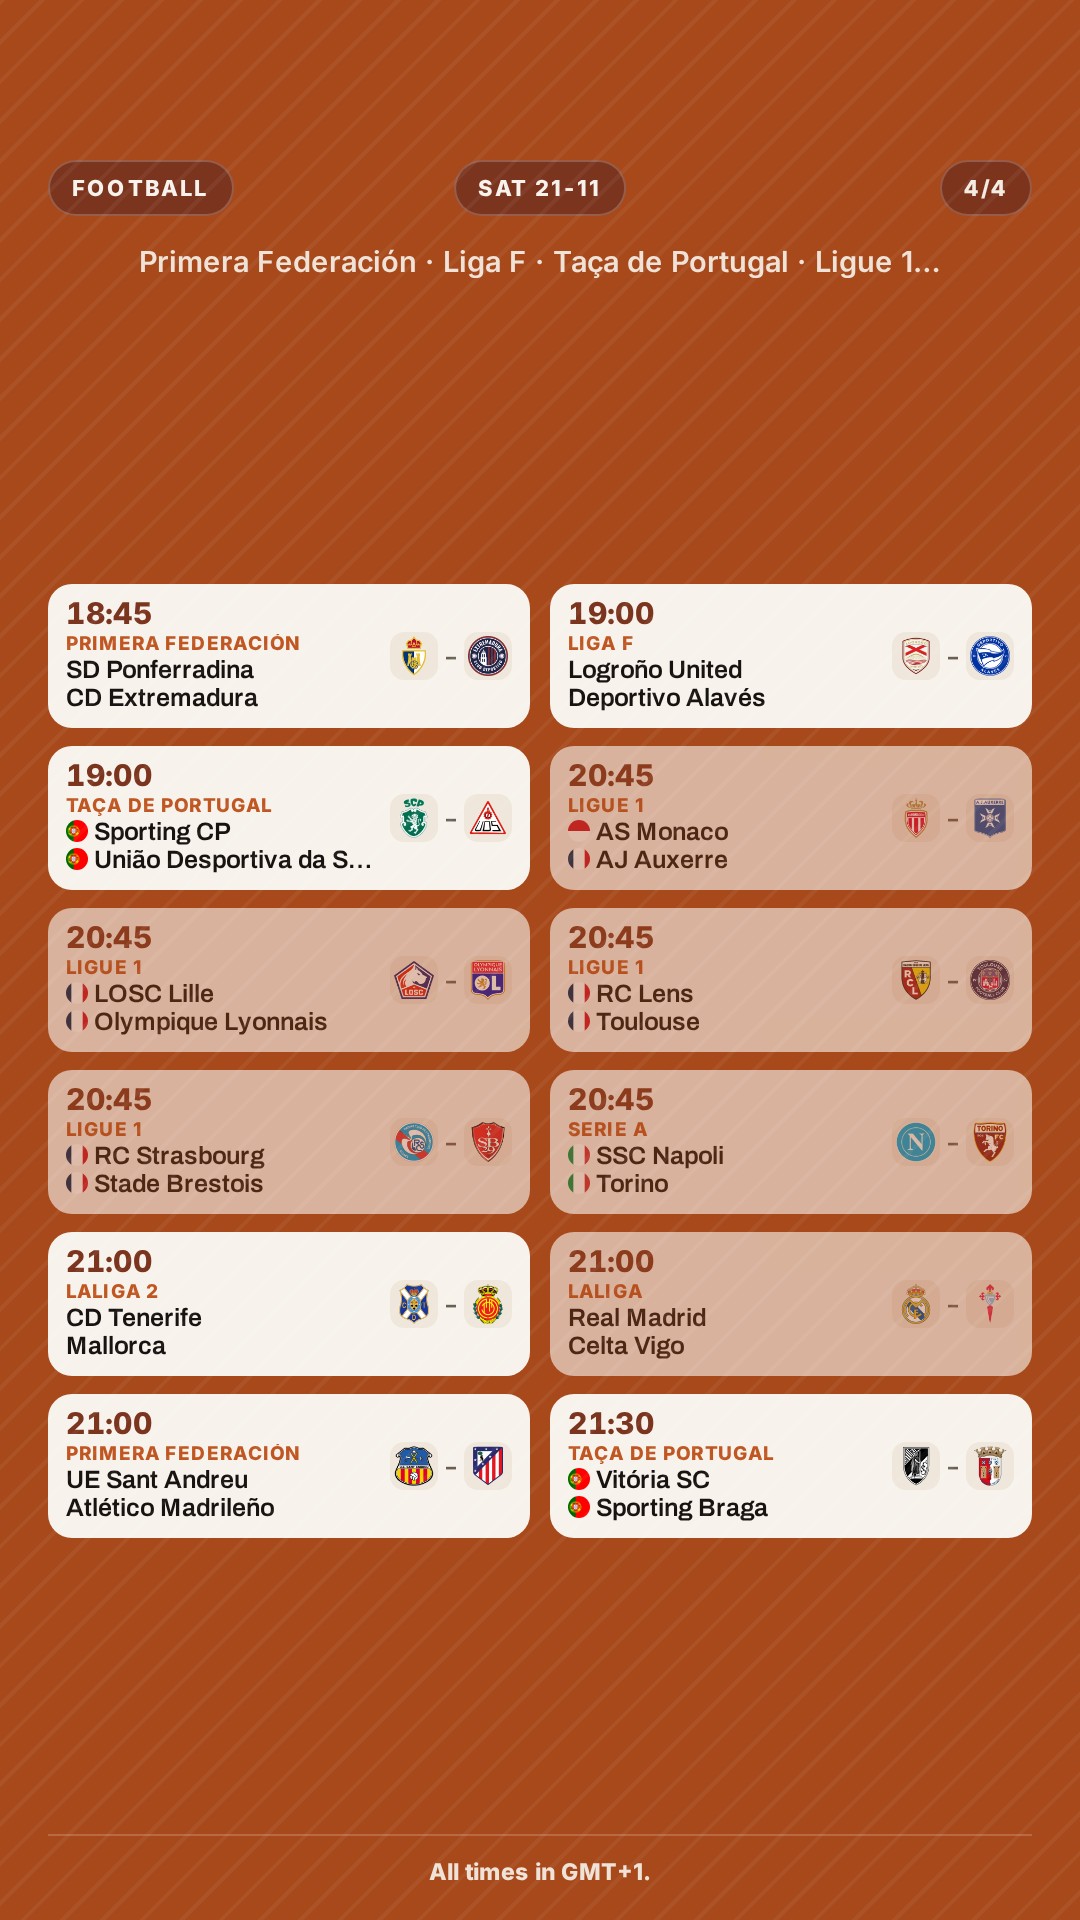 FOOTBALL
SAT 21-11
4/4
Primera Federación · Liga F · Taça de Portugal · Ligue 1...
18:45
PRIMERA FEDERACIÓN
SD Ponferradina
CD Extremadura
19:00
LIGA F
Logroño United
Deportivo Alavés
19:00
TAÇA DE PORTUGAL
Sporting CP
União Desportiva da S...
20:45
LIGUE 1
AS Monaco
AJ Auxerre
20:45
LIGUE 1
LOSC Lille
Olympique Lyonnais
20:45
LIGUE 1
RC Lens
Toulouse
20:45
LIGUE 1
RC Strasbourg
Stade Brestois
20:45
SERIE A
SSC Napoli
Torino
21:00
LALIGA 2
CD Tenerife
Mallorca
21:00
LALIGA
Real Madrid
Celta Vigo
21:00
PRIMERA FEDERACIÓN
UE Sant Andreu
Atlético Madrileño
21:30
TAÇA DE PORTUGAL
Vitória SC
Sporting Braga
All times in GMT+1.